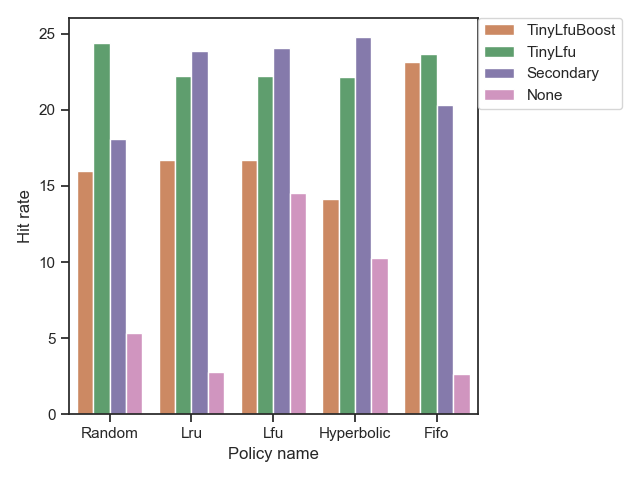 TinyLfuBoost
TinyLfu
Secondary
None
25
20
15
10
5
0
Hit rate
Random Lru Lfu Hyperbolic Fifo
Policy name